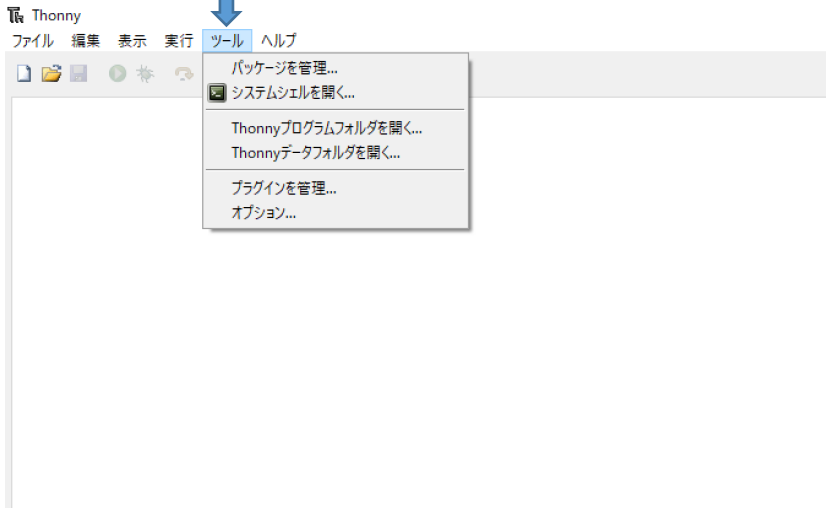 Thonny
ファイル 編集 表示 実行 ツール ヘルプ
パッケージを管理...
システムシェルを開く...
Thonnyプログラムフォルダを開く...
Thonnyデータフォルダを開く...
プラグインを管理...
オプション...